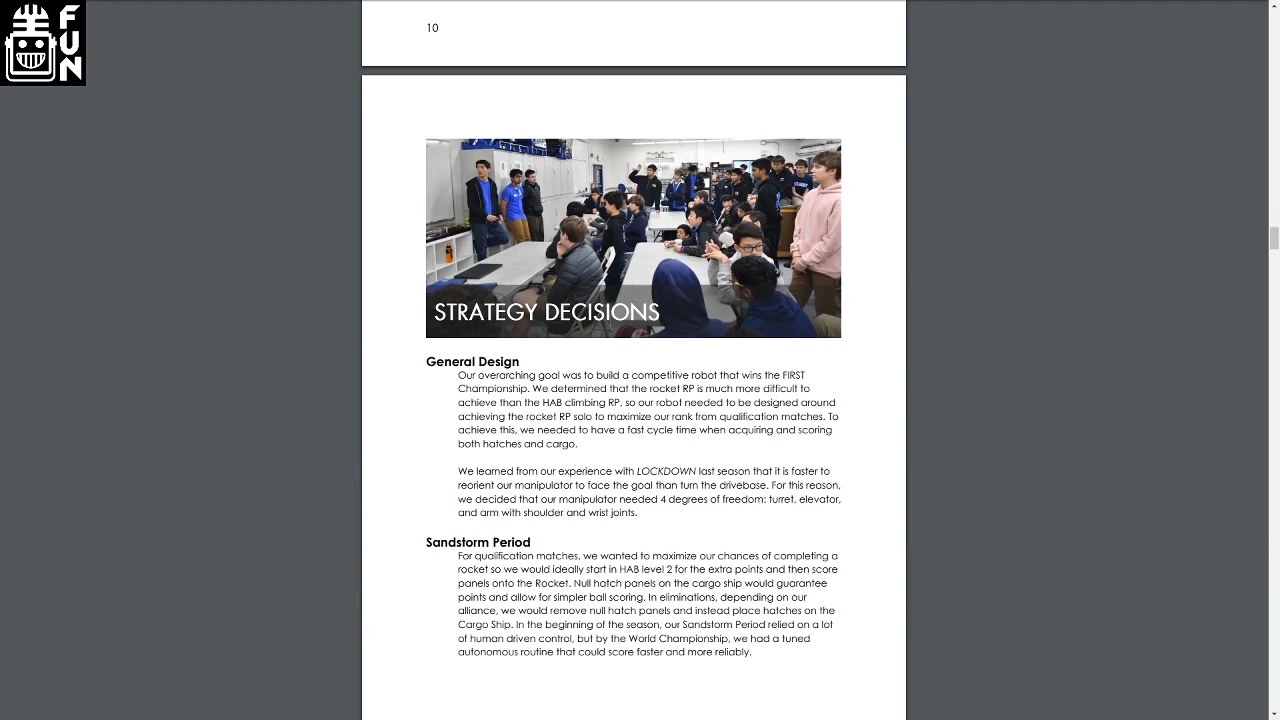 FUN
10
STRATEGY DECISIONS
General Design
Our overarching goal was to build a competitive robot that wins the FIRST
Championship. We determined that the rocket RP is much more difficult to
achieve than the HAB climbing RP, so our robot needed to be designed around
achieving the rocket RP solo to maximize our rank from qualification matches. To
achieve this, we needed to have a fast cycle time when acquiring and scoring
both hatches and cargo.
We learned from our experience with LOCKDOWN last season that it is faster to
reorient our manipulator to face the goal than turn the drivebase. For this reason,
we decided that our manipulator needed 4 degrees of freedom: turret, elevator,
and arm with shoulder and wrist joints.
Sandstorm Period
For qualification matches, we wanted to maximize our chances of completing a
rocket so we would ideally start in HAB level 2 for the extra points and then score
panels onto the Rocket. Null hatch panels on the cargo ship would guarantee
points and allow for simpler ball scoring. In eliminations, depending on our
alliance, we would remove null hatch panels and instead place hatches on the
Cargo Ship. In the beginning of the season, our Sandstorm Period relied on a lot
of human driven control, but by the World Championship, we had a tuned
autonomous routine that could score faster and more reliably.